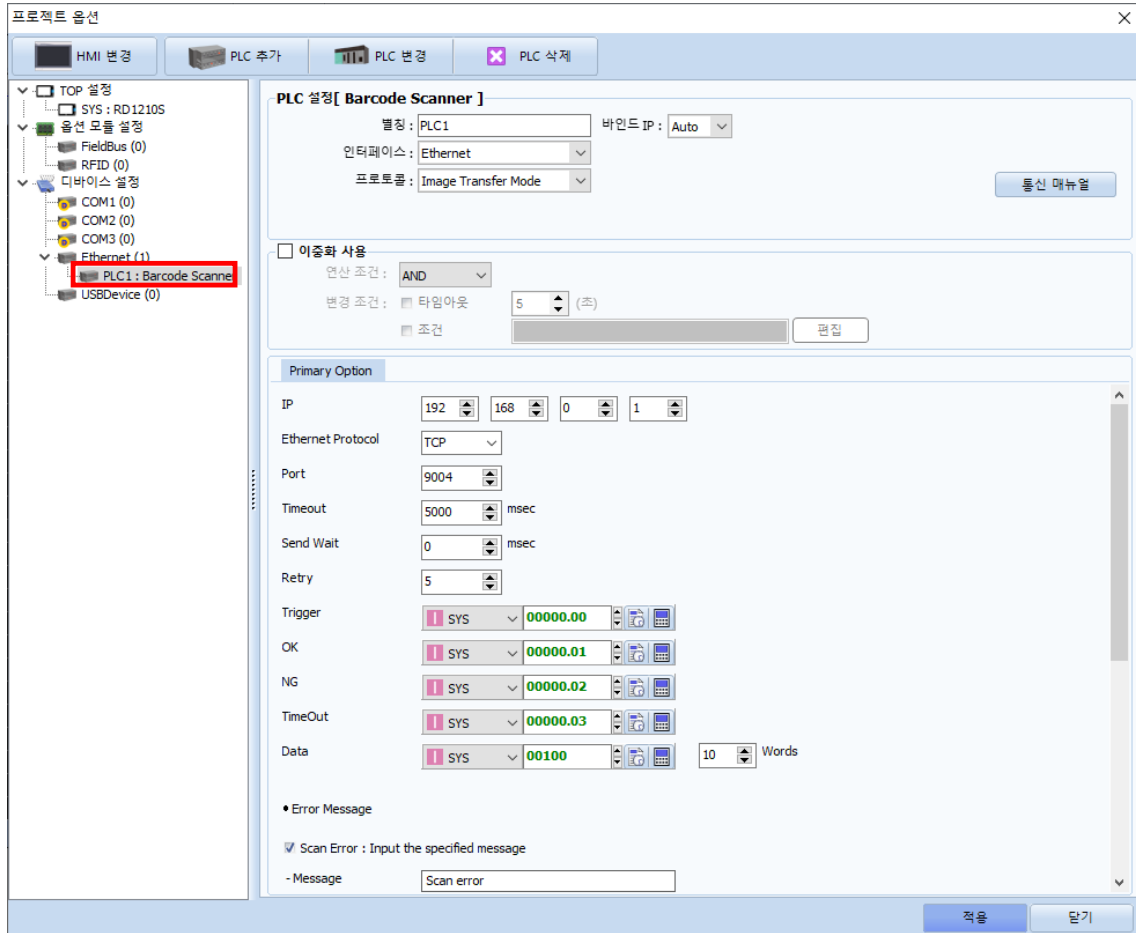 프로젝트 옵션
HMI 변경
PLC 추가
PLC 변경
PLC 삭제
TOP 설정
SYS : RD1210S
옵션 모듈 설정
FieldBus (0)
RFID (0)
디바이스 설정
COM1 (0)
COM2 (0)
COM3 (0)
Ethernet (1)
PLC1 : Barcode Scanner
USBDevice (0)
PLC 설정[ Barcode Scanner ]
별칭 : PLC1 바인드 IP : Auto
인터페이스 : Ethernet
프로토콜 : Image Transfer Mode
통신 매뉴얼
이중화 사용
연산 조건 : AND
변경 조건 : 타임아웃 5 (초)
조건 편집
Primary Option
IP 192 168 0 1
Ethernet Protocol TCP
Port 9004
Timeout 5000 msec
Send Wait 0 msec
Retry 5
Trigger SYS 00000.00
OK SYS 00000.01
NG SYS 00000.02
TimeOut SYS 00000.03
Data SYS 00100 10 Words
• Error Message
Scan Error : Input the specified message
- Message Scan error
적용
닫기